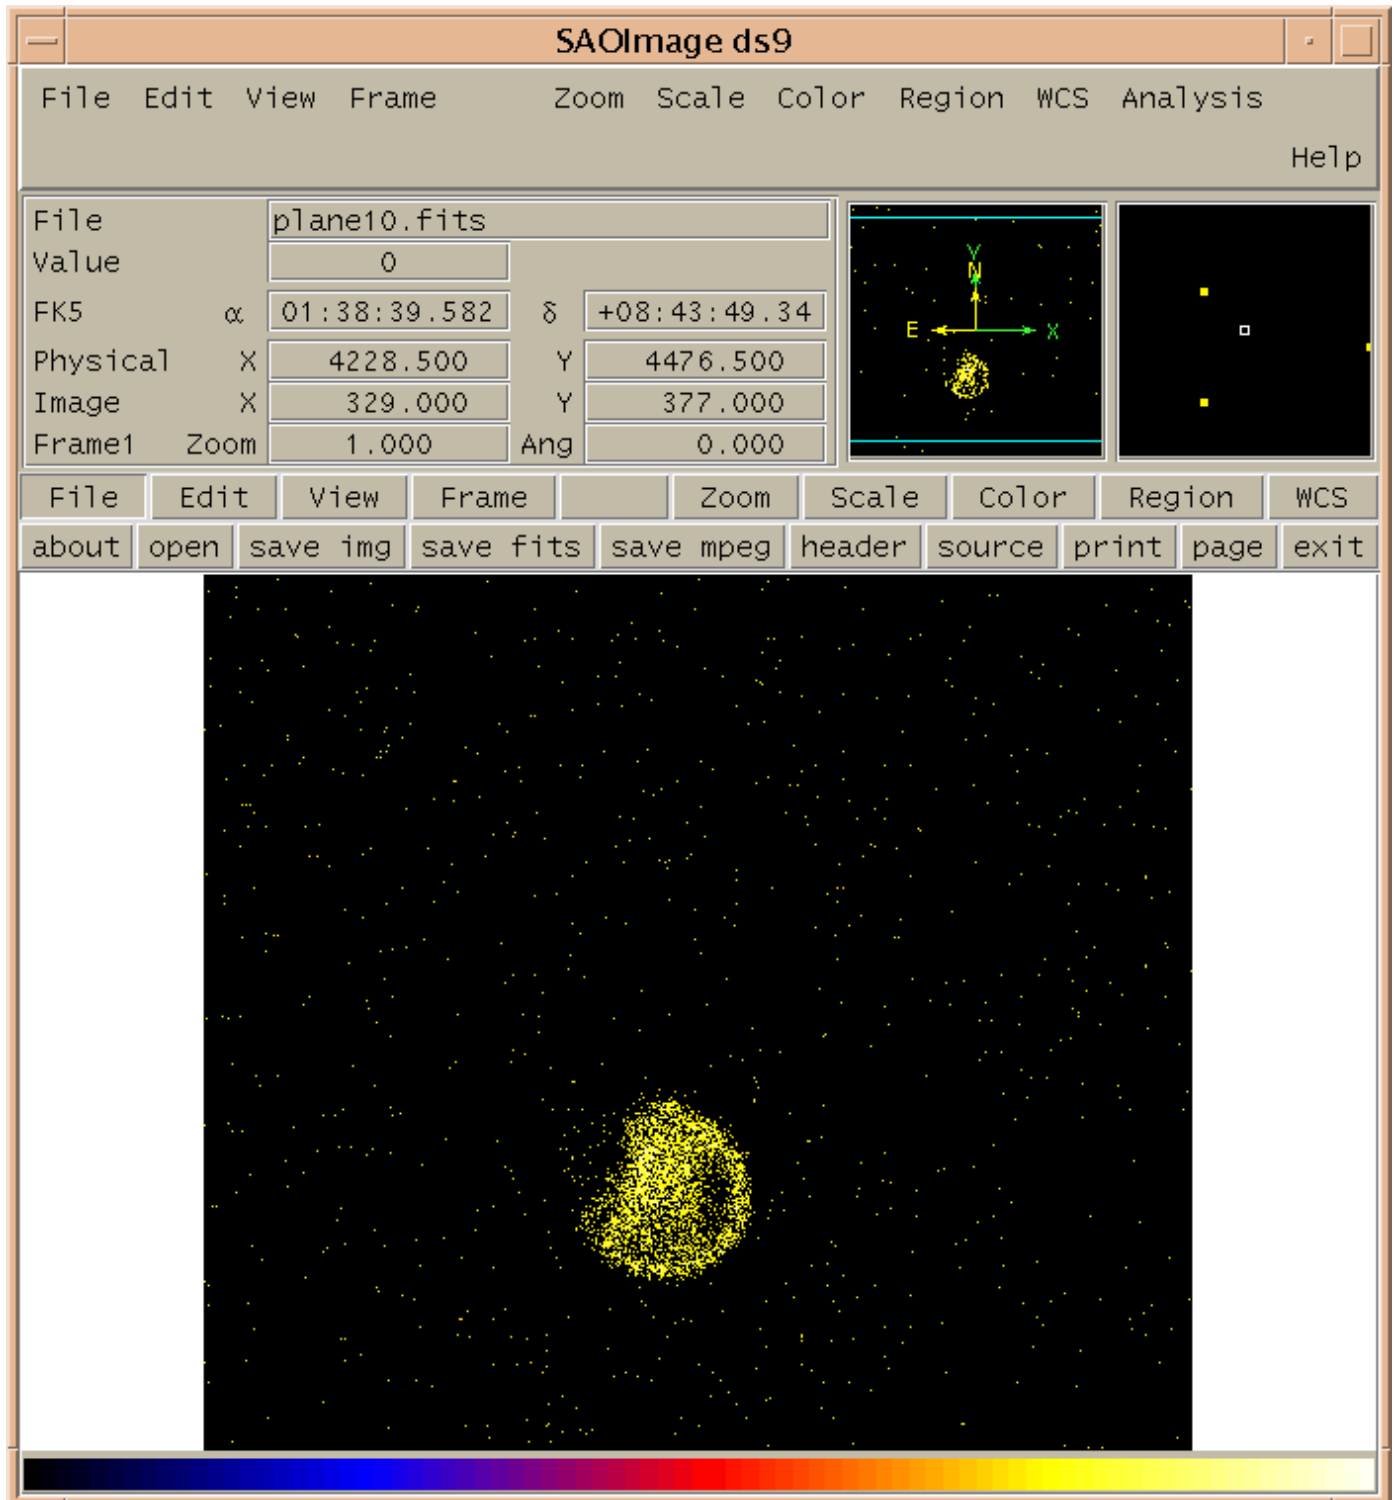 SAOImage ds9
File Edit View Frame Zoom Scale Color Region WCS Analysis
Help
File plane10.fits
Value 0
FK5 α 01:38:39.582 δ +08:43:49.34
Physical X 4228.500 Y 4476.500
Image X 329.000 Y 377.000
Frame1 Zoom 1.000 Ang 0.000
Y
N
E X
File Edit View Frame Zoom Scale Color Region WCS
about open save img save fits save mpeg header source print page exit